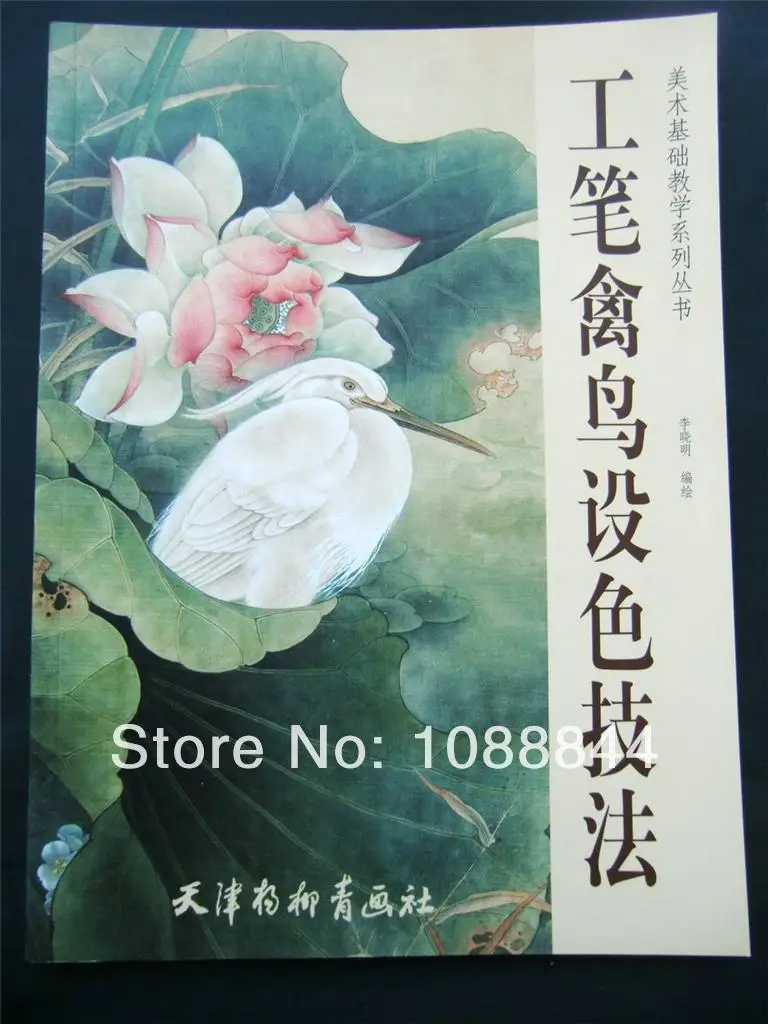 美术基础教学系列丛书
工笔禽鸟设色技法
李晓明 编绘
Store No: 1088844
天津杨柳青画社